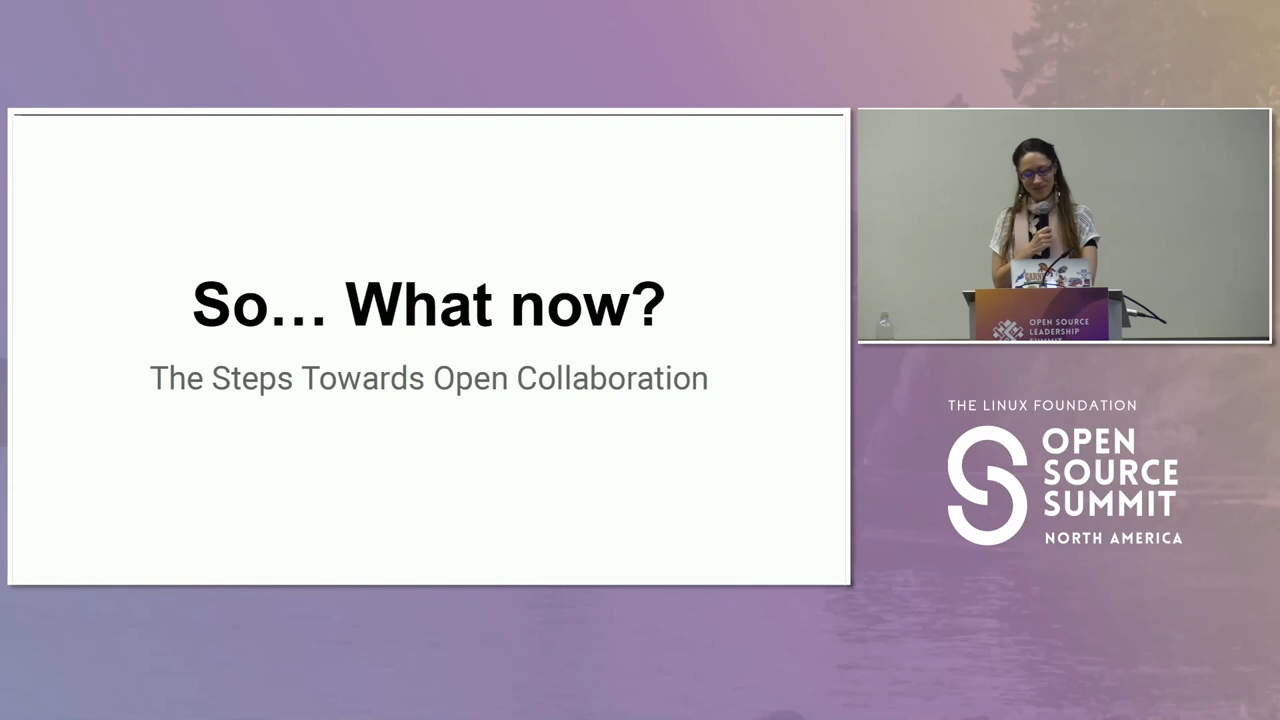 So… What now?
The Steps Towards Open Collaboration
OPEN SOURCE
LEADERSHIP
SUMMIT
THE LINUX FOUNDATION
OPEN
SOURCE
SUMMIT
NORTH AMERICA